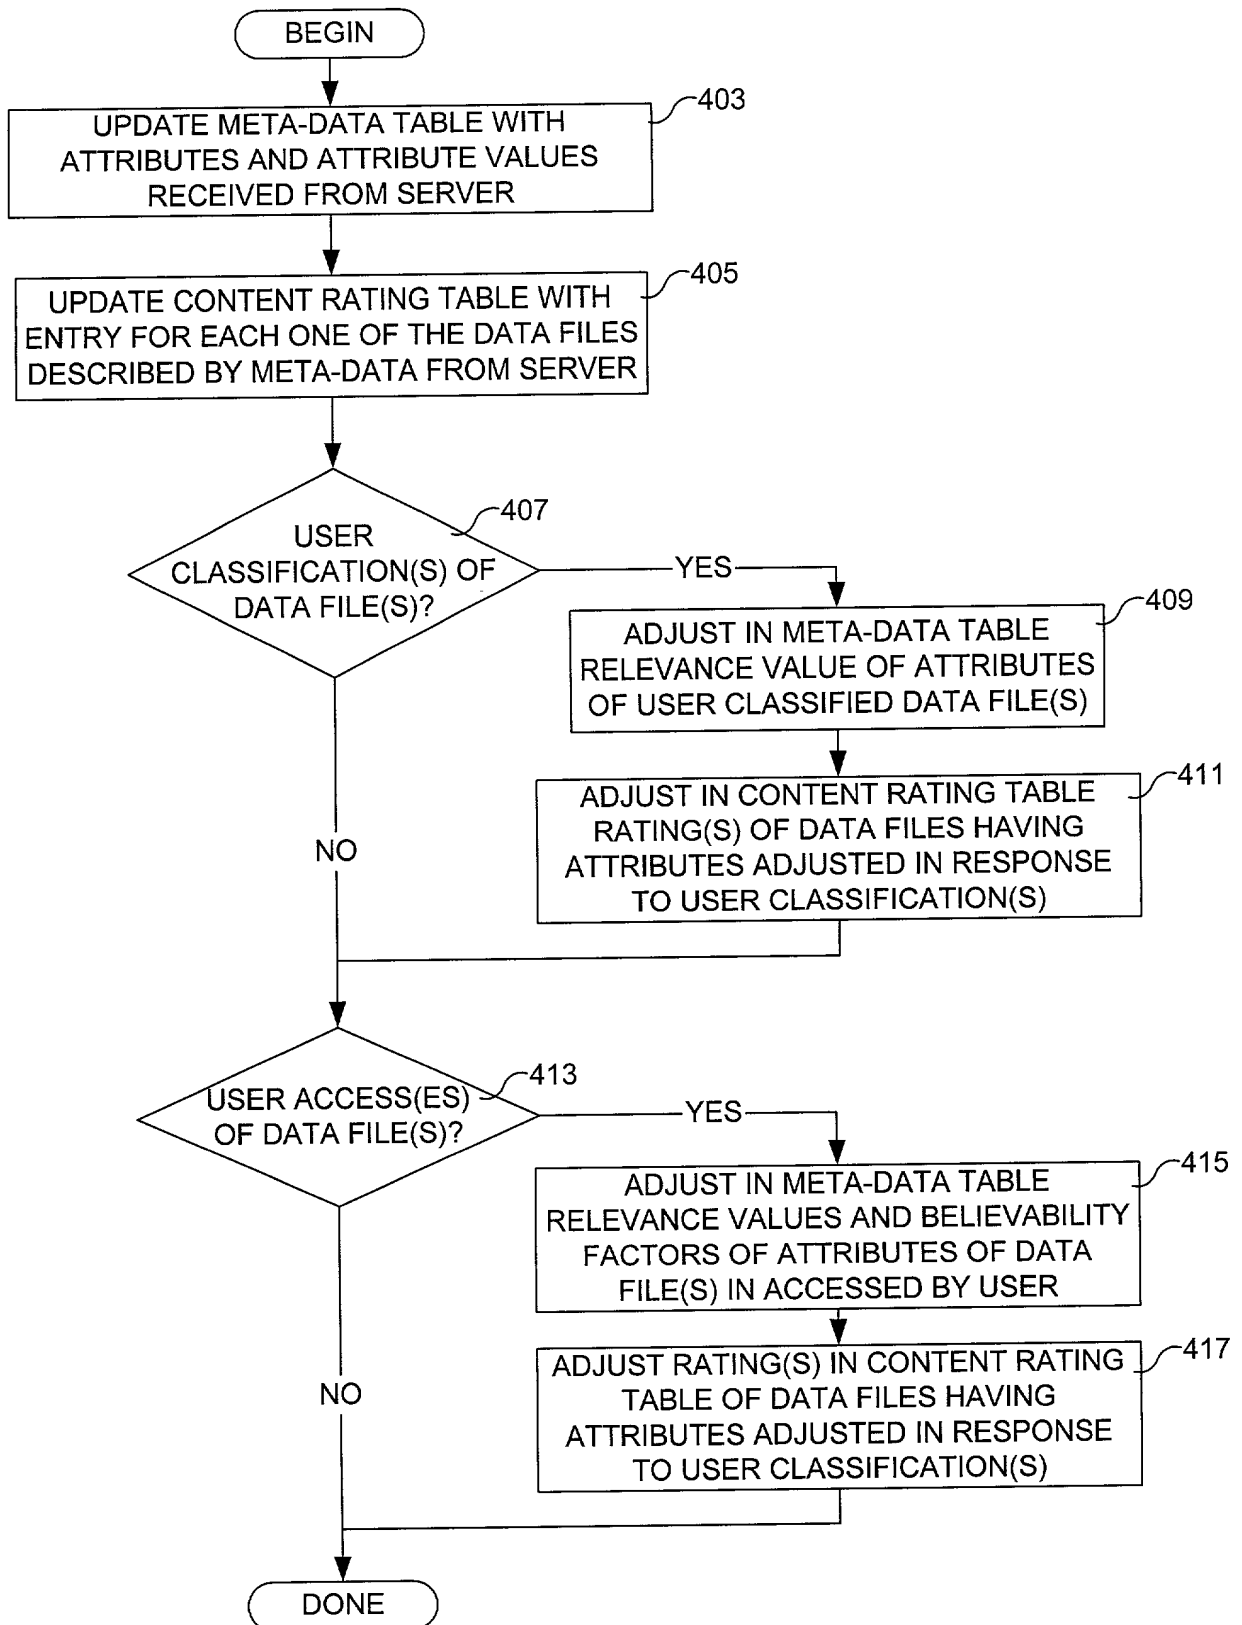 BEGIN
403
UPDATE META-DATA TABLE WITH
ATTRIBUTES AND ATTRIBUTE VALUES
RECEIVED FROM SERVER
405
UPDATE CONTENT RATING TABLE WITH
ENTRY FOR EACH ONE OF THE DATA FILES
DESCRIBED BY META-DATA FROM SERVER
407
USER
CLASSIFICATION(S) OF
DATA FILE(S)?
YES
409
ADJUST IN META-DATA TABLE
RELEVANCE VALUE OF ATTRIBUTES
OF USER CLASSIFIED DATA FILE(S)
411
ADJUST IN CONTENT RATING TABLE
RATING(S) OF DATA FILES HAVING
ATTRIBUTES ADJUSTED IN RESPONSE
TO USER CLASSIFICATION(S)
NO
413
USER ACCESS(ES)
OF DATA FILE(S)?
YES
415
ADJUST IN META-DATA TABLE
RELEVANCE VALUES AND BELIEVABILITY
FACTORS OF ATTRIBUTES OF DATA
FILE(S) IN ACCESSED BY USER
417
ADJUST RATING(S) IN CONTENT RATING
TABLE OF DATA FILES HAVING
ATTRIBUTES ADJUSTED IN RESPONSE
TO USER CLASSIFICATION(S)
NO
DONE